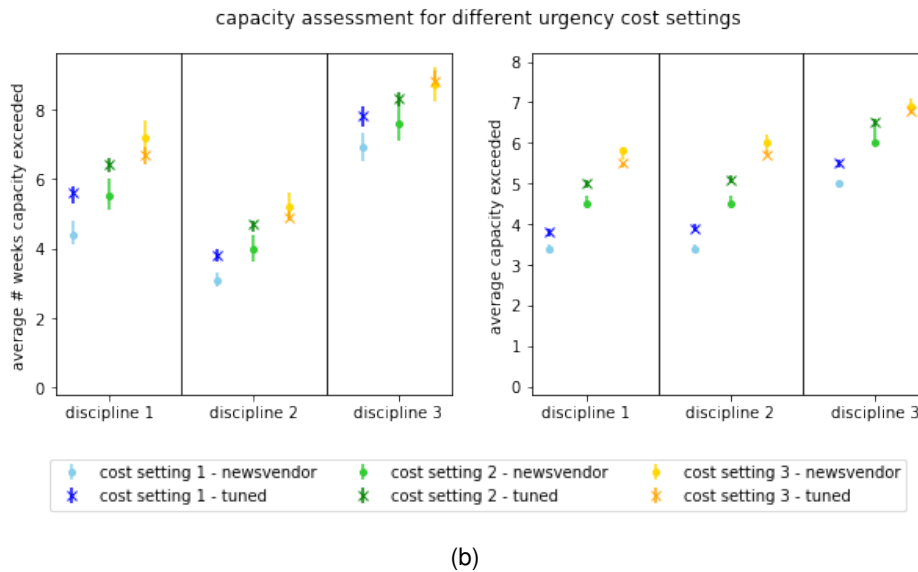 capacity assessment for different urgency cost settings
average # weeks capacity exceeded
8
6
4
2
0
discipline 1 discipline 2 discipline 3
average capacity exceeded
8
7
6
5
4
3
2
1
0
discipline 1 discipline 2 discipline 3
cost setting 1 - newsvendor cost setting 2 - newsvendor cost setting 3 - newsvendor
cost setting 1 - tuned cost setting 2 - tuned cost setting 3 - tuned
(b)